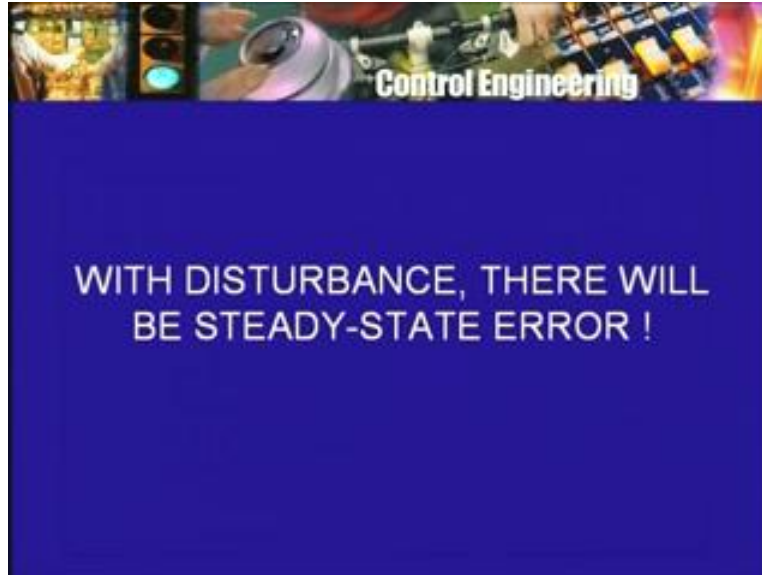 Control Engineering
WITH DISTURBANCE, THERE WILL
BE STEADY-STATE ERROR !